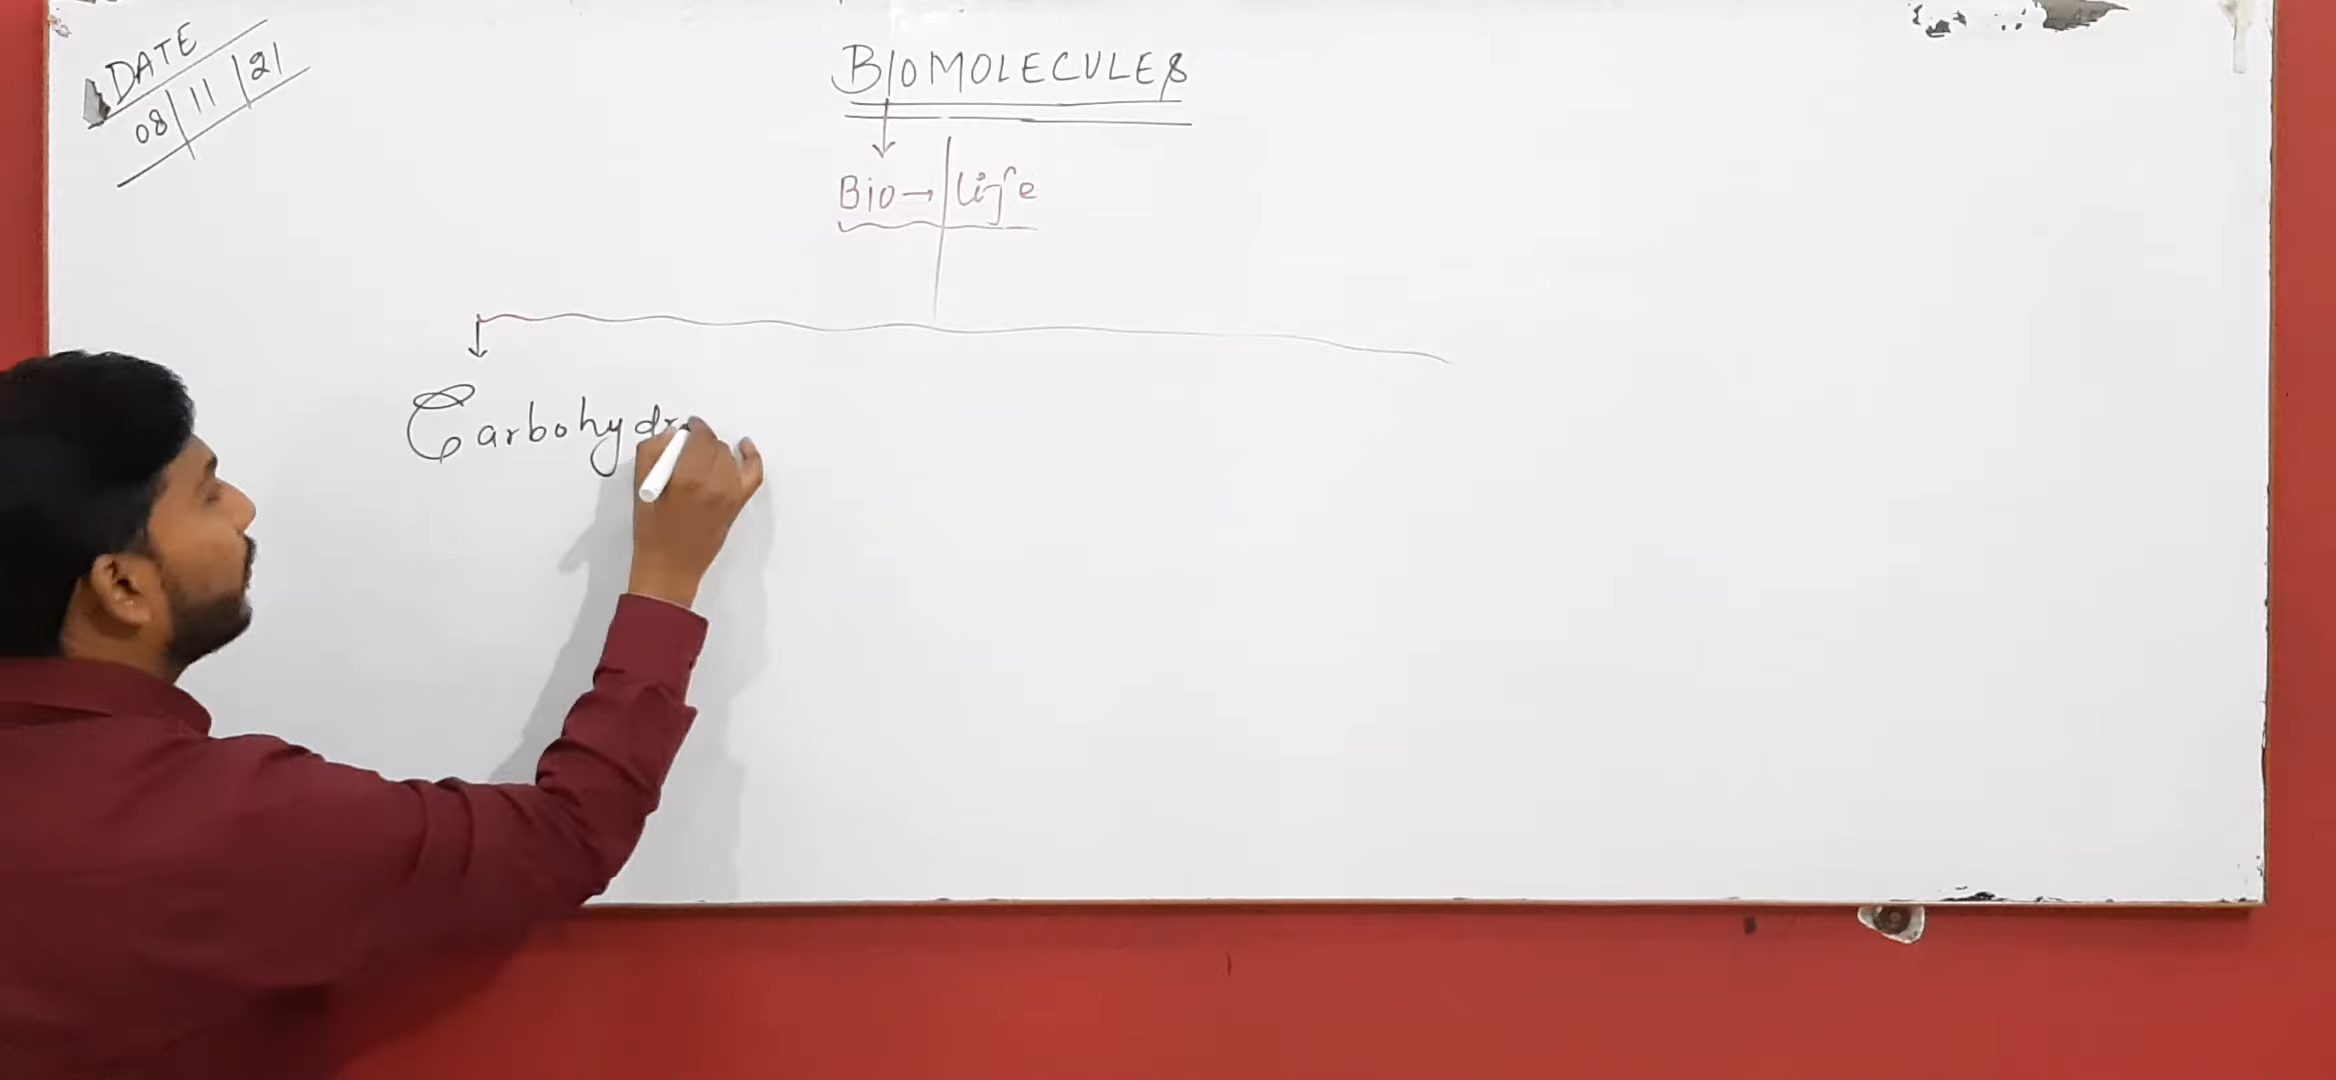 DATE
08/11/21
BIOMOLECULES
Bio → life
Carbohydr